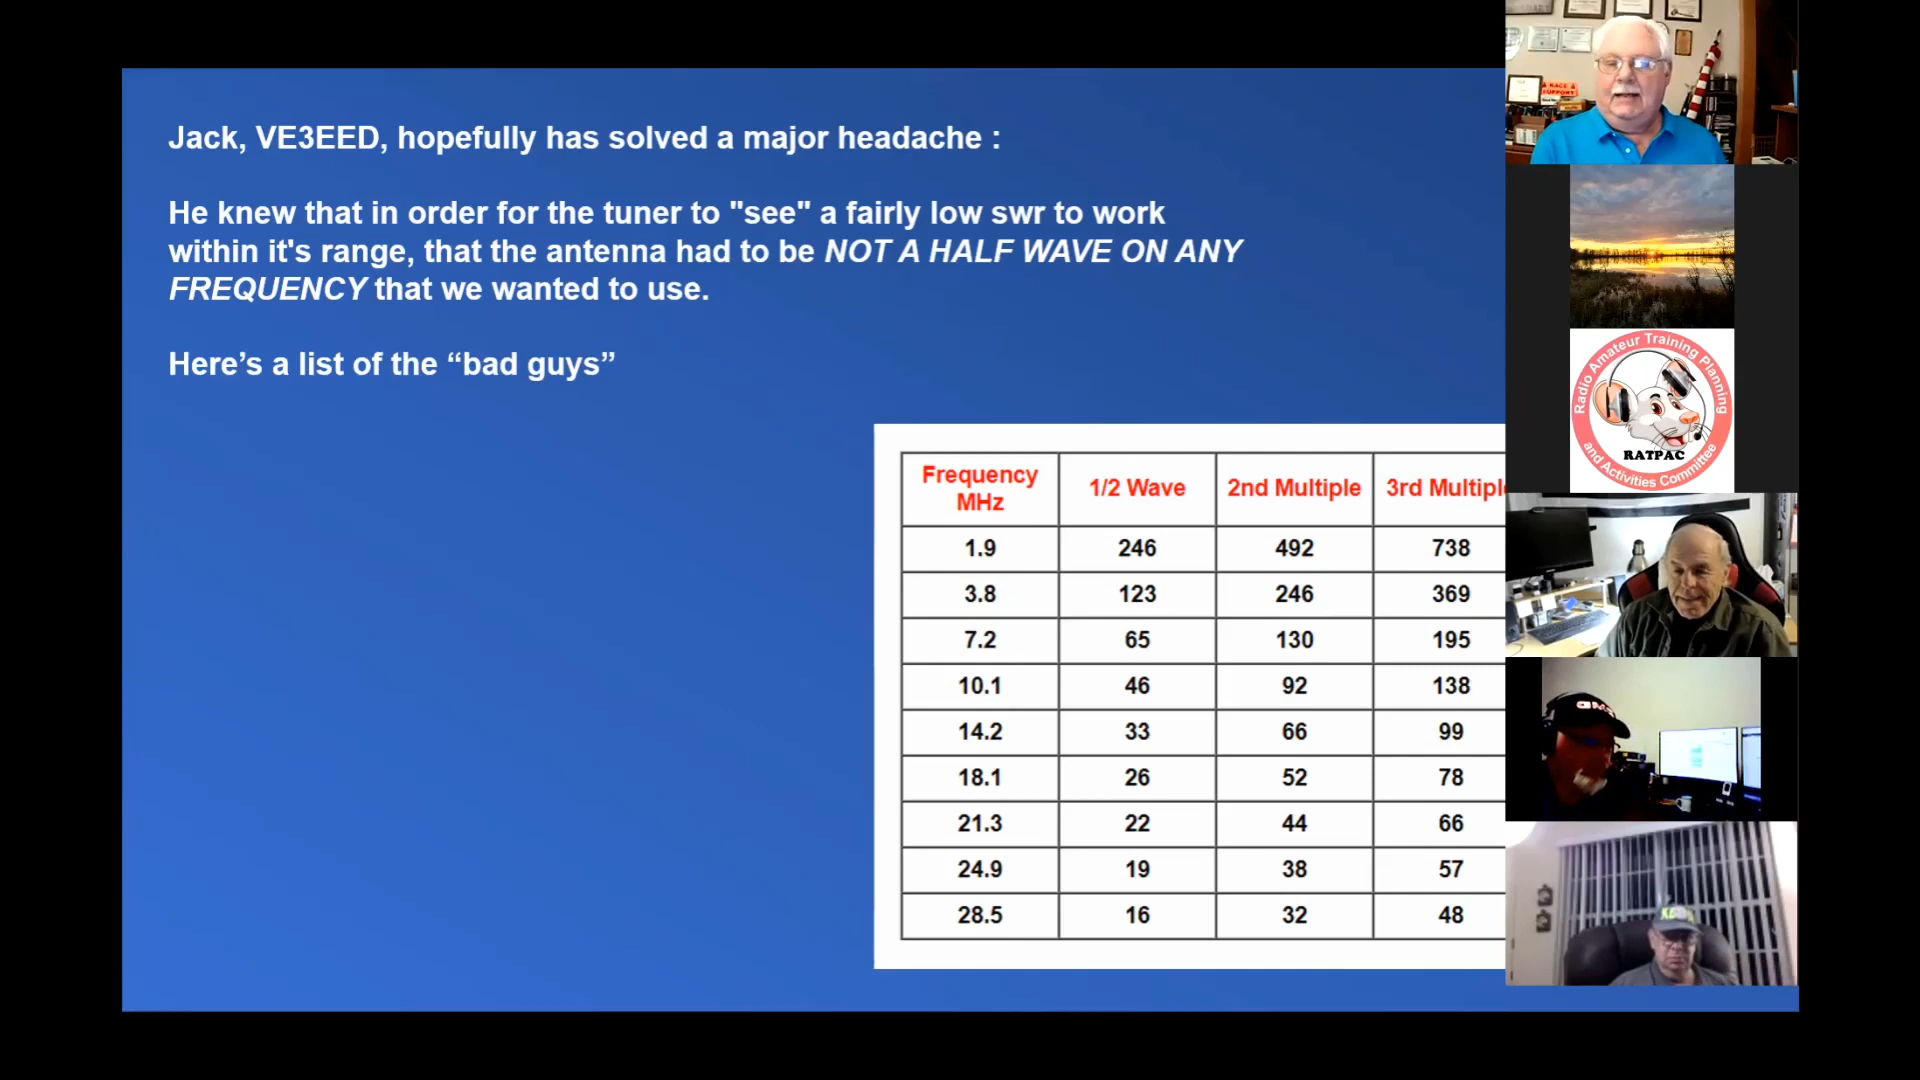 Jack, VE3EED, hopefully has solved a major headache :
He knew that in order for the tuner to "see" a fairly low swr to work
within it's range, that the antenna had to be NOT A HALF WAVE ON ANY
FREQUENCY that we wanted to use.
Here’s a list of the “bad guys”
Frequency MHz 1/2 Wave 2nd Multiple 3rd Multipl
1.9 246 492 738
3.8 123 246 369
7.2 65 130 195
10.1 46 92 138
14.2 33 66 99
18.1 26 52 78
21.3 22 44 66
24.9 19 38 57
28.5 16 32 48
RACE
SUPPORT
Radio Amateur Training Planning
and Activities Committee
RATPAC